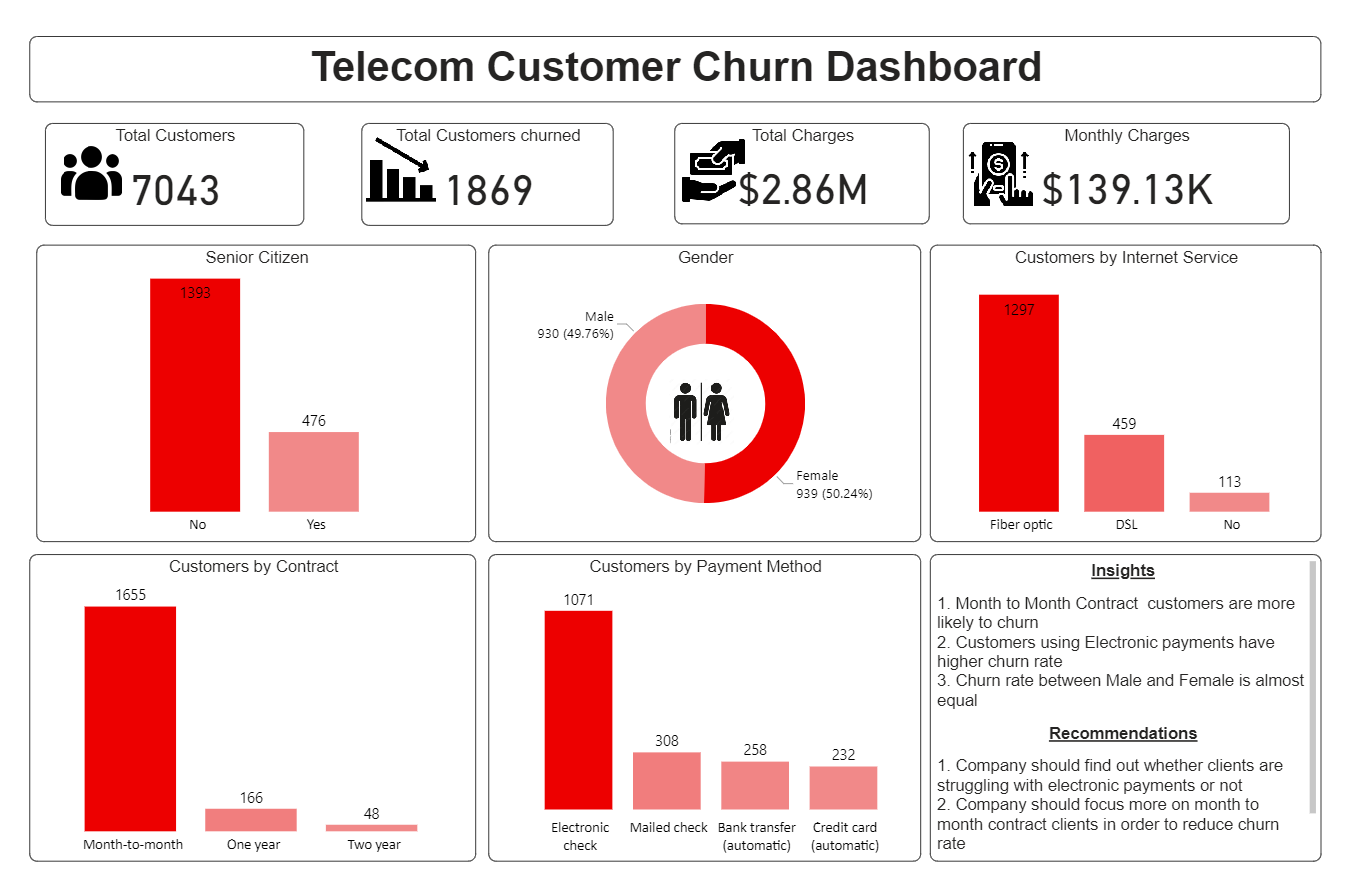 Telecom Customer Churn Dashboard
Total Customers
7043
Total Customers churned
1869
Total Charges
$2.86M
Monthly Charges
$139.13K
Senior Citizen
1393
476
No
Yes
Gender
Male
930 (49.76%)
Female
939 (50.24%)
Customers by Internet Service
1297
459
113
Fiber optic
DSL
No
Customers by Contract
1655
166
48
Month-to-month
One year
Two year
Customers by Payment Method
1071
308
258
232
Electronic
check
Mailed check
Bank transfer
(automatic)
Credit card
(automatic)
Insights
1. Month to Month Contract  customers are more
likely to churn
2. Customers using Electronic payments have
higher churn rate
3. Churn rate between Male and Female is almost
equal
Recommendations
1. Company should find out whether clients are
struggling with electronic payments or not
2. Company should focus more on month to
month contract clients in order to reduce churn
rate